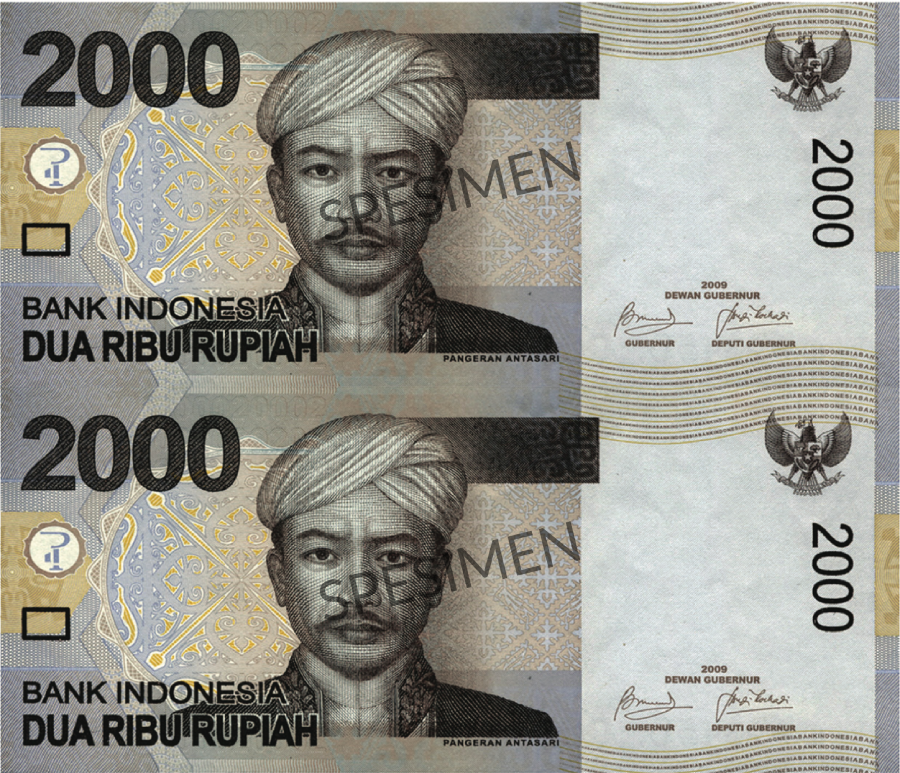 2000
SPESIMEN
2000
2009
DEWAN GUBERNUR
GUBERNUR
DEPUTI GUBERNUR
BANK INDONESIA
DUA RIBU RUPIAH
PANGERAN ANTASARI
2000
SPESIMEN
2000
2009
DEWAN GUBERNUR
GUBERNUR
DEPUTI GUBERNUR
BANK INDONESIA
DUA RIBU RUPIAH
PANGERAN ANTASARI